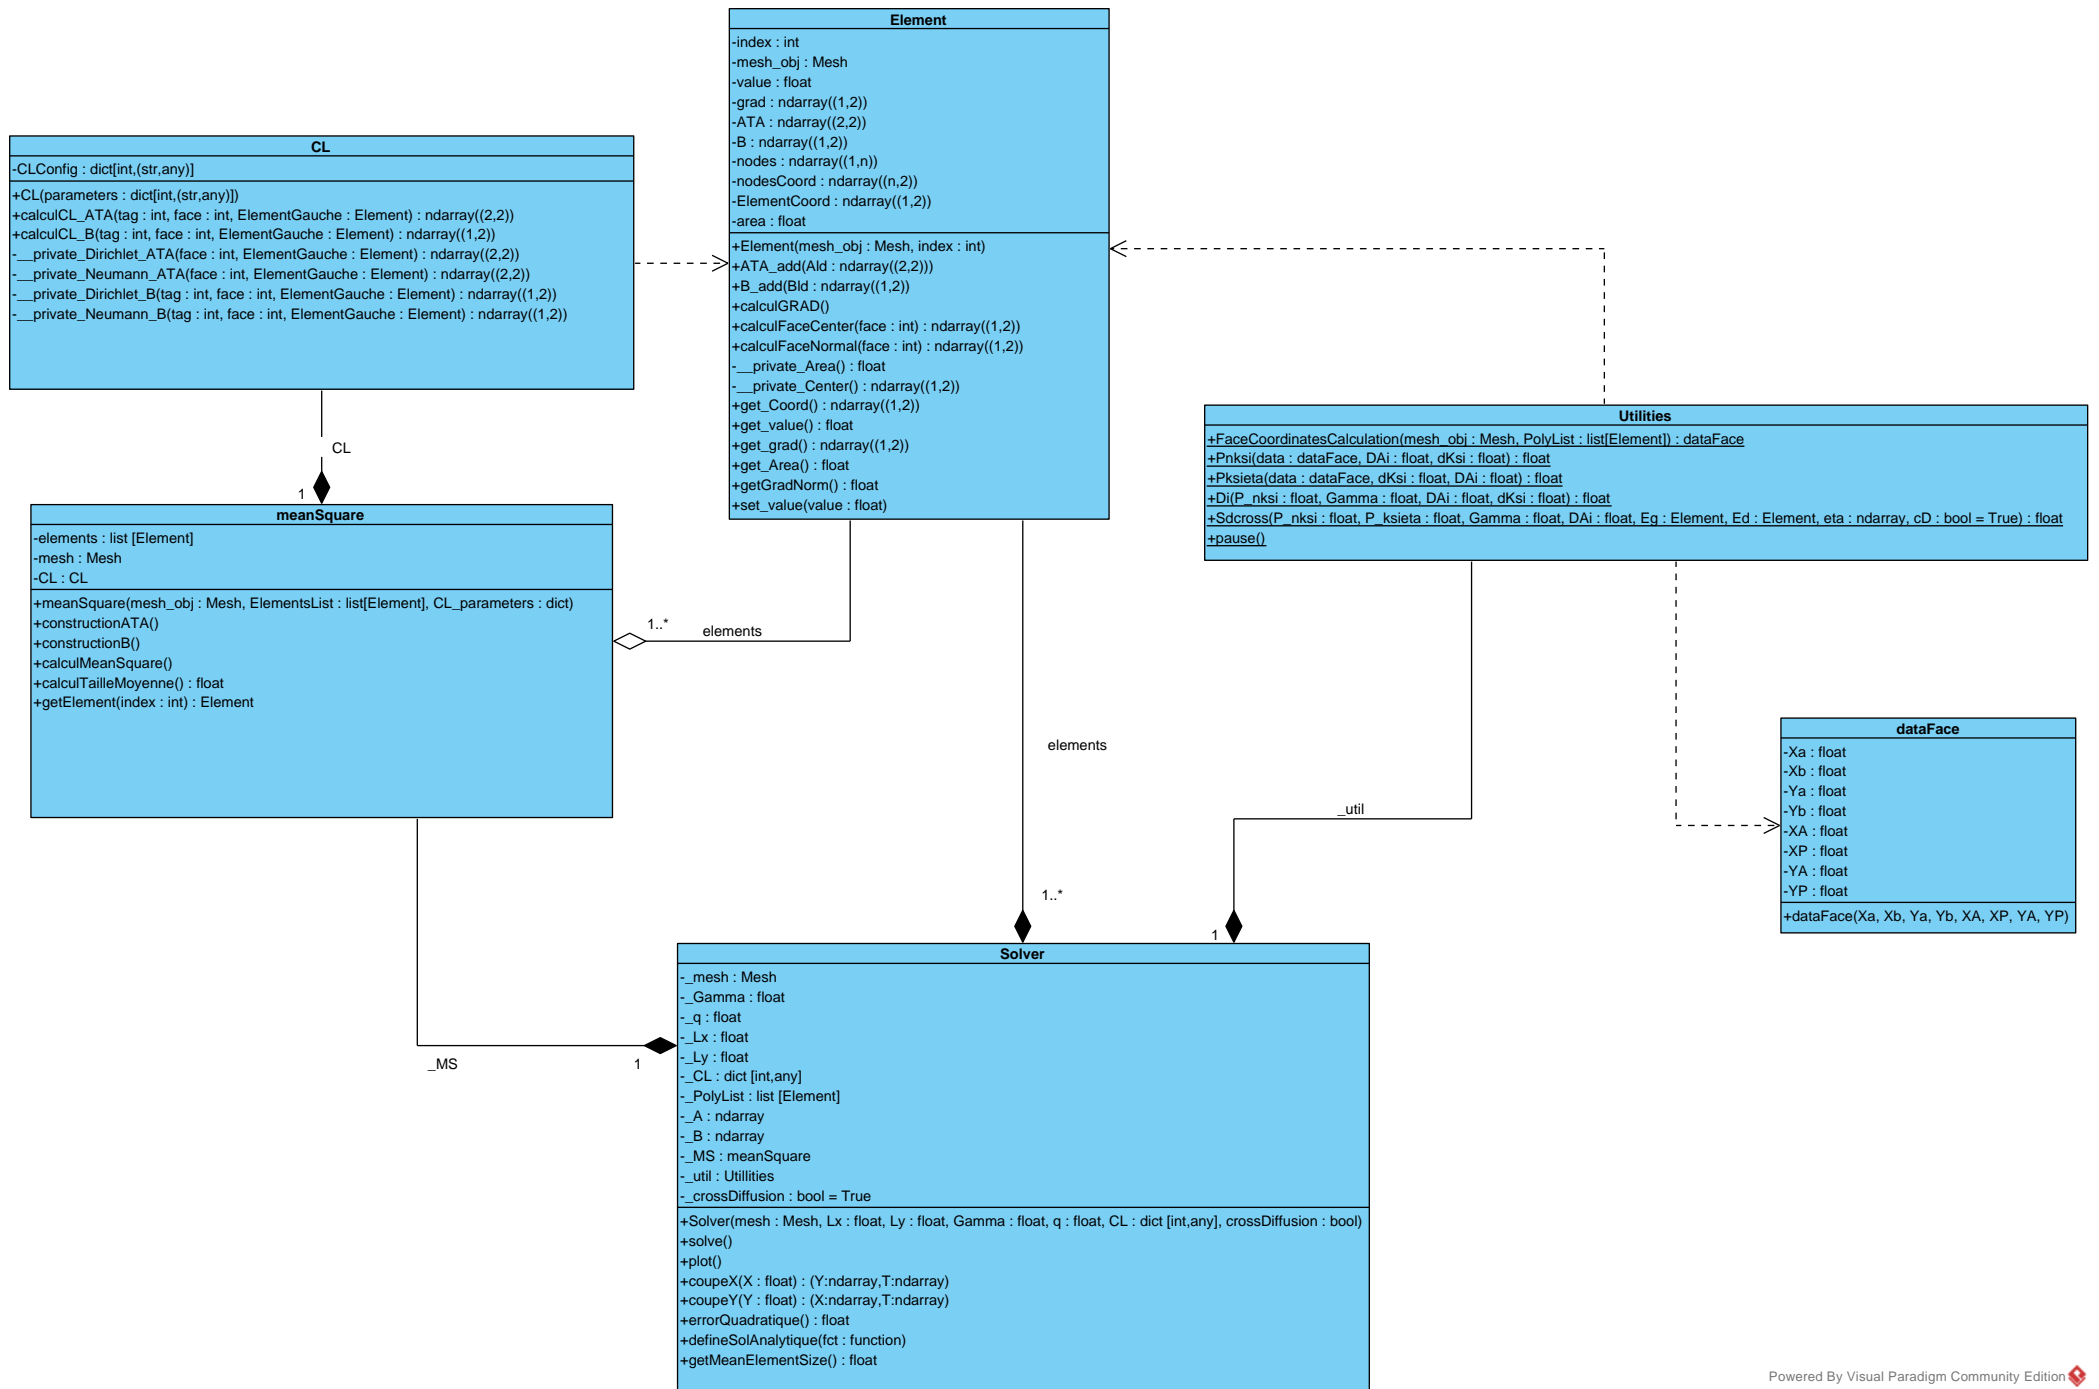 Element
-index : int
-mesh_obj : Mesh
-value : float
-grad : ndarray((1,2))
-ATA : ndarray((2,2))
-B : ndarray((1,2))
-nodes : ndarray((1,n))
-nodesCoord : ndarray((n,2))
-ElementCoord : ndarray((1,2))
-area : float
+Element(mesh_obj : Mesh, index : int)
+ATA_add(Ald : ndarray((2,2)))
+B_add(Bld : ndarray((1,2))
+calculGRAD()
+calculFaceCenter(face : int) : ndarray((1,2))
+calculFaceNormal(face : int) : ndarray((1,2))
-__private_Area() : float
-__private_Center() : ndarray((1,2))
+get_Coord() : ndarray((1,2))
+get_value() : float
+get_grad() : ndarray((1,2))
+get_Area() : float
+getGradNorm() : float
+set_value(value : float)
CL
-CLConfig : dict[int,(str,any)]
+CL(parameters : dict[int,(str,any)])
+calculCL_ATA(tag : int, face : int, ElementGauche : Element) : ndarray((2,2))
+calculCL_B(tag : int, face : int, ElementGauche : Element) : ndarray((1,2))
-__private_Dirichlet_ATA(face : int, ElementGauche : Element) : ndarray((2,2))
-__private_Neumann_ATA(face : int, ElementGauche : Element) : ndarray((2,2))
-__private_Dirichlet_B(tag : int, face : int, ElementGauche : Element) : ndarray((1,2))
-__private_Neumann_B(tag : int, face : int, ElementGauche : Element) : ndarray((1,2))
CL
1
meanSquare
-elements : list [Element]
-mesh : Mesh
-CL : CL
+meanSquare(mesh_obj : Mesh, ElementsList : list[Element], CL_parameters : dict)
+constructionATA()
+constructionB()
+calculMeanSquare()
+calculTailleMoyenne() : float
+getElement(index : int) : Element
1..*
elements
Utilities
+FaceCoordinatesCalculation(mesh_obj : Mesh, PolyList : list[Element]) : dataFace
+Pnksi(data : dataFace, DAi : float, dKsi : float) : float
+Pksieta(data : dataFace, dKsi : float, DAi : float) : float
+Di(P_nksi : float, Gamma : float, DAi : float, dKsi : float) : float
+Sdcross(P_nksi : float, P_ksieta : float, Gamma : float, DAi : float, Eg : Element, Ed : Element, eta : ndarray, cD : bool = True) : float
+pause()
elements
1..*
_util
1
dataFace
-Xa : float
-Xb : float
-Ya : float
-Yb : float
-XA : float
-XP : float
-YA : float
-YP : float
+dataFace(Xa, Xb, Ya, Yb, XA, XP, YA, YP)
_MS
1
Solver
-_mesh : Mesh
-_Gamma : float
-_q : float
-_Lx : float
-_Ly : float
-_CL : dict [int,any]
-_PolyList : list [Element]
-_A : ndarray
-_B : ndarray
-_MS : meanSquare
-_util : Utillities
-_crossDiffusion : bool = True
+Solver(mesh : Mesh, Lx : float, Ly : float, Gamma : float, q : float, CL : dict [int,any], crossDiffusion : bool)
+solve()
+plot()
+coupeX(X : float) : (Y:ndarray,T:ndarray)
+coupeY(Y : float) : (X:ndarray,T:ndarray)
+errorQuadratique() : float
+defineSolAnalytique(fct : function)
+getMeanElementSize() : float
Powered By Visual Paradigm Community Edition